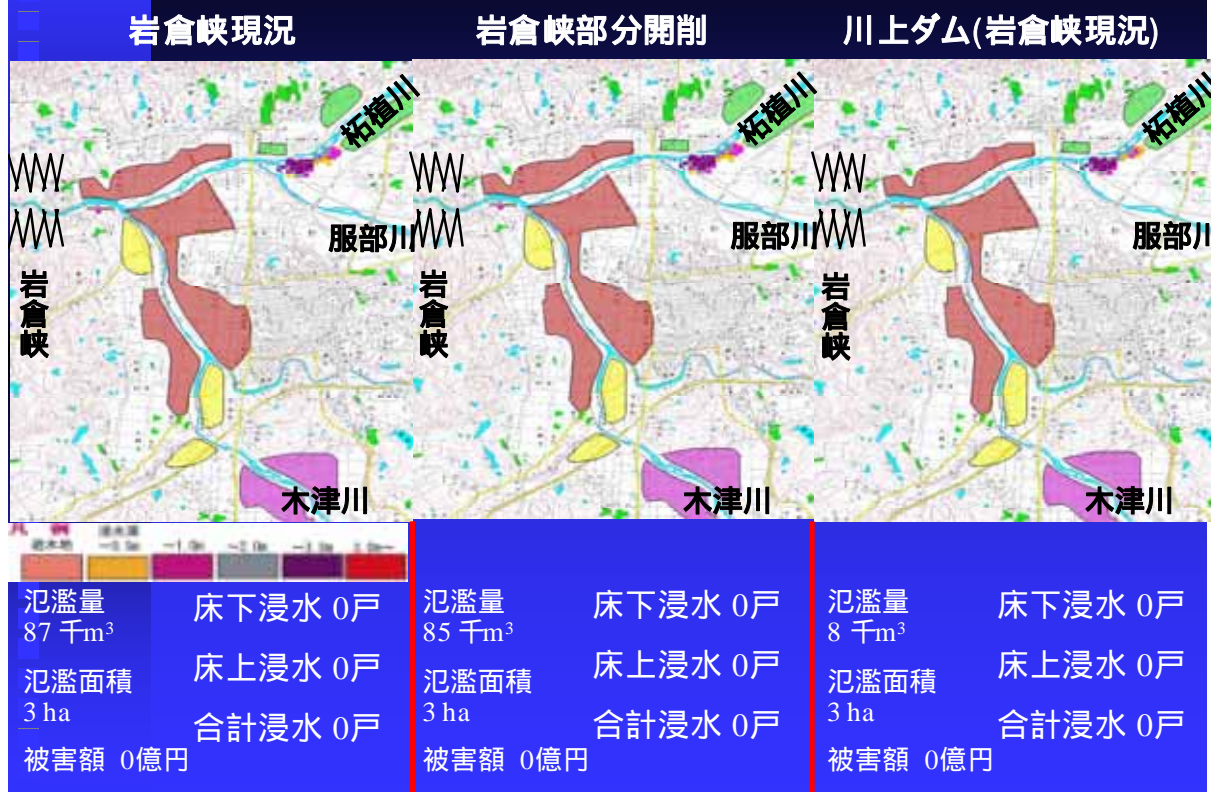 岩倉峡現況
柘植川
服部川
岩倉峡
木津川
凡例
氾濫量
87 千m³
氾濫面積
3 ha
床下浸水 0戸
床上浸水 0戸
合計浸水 0戸
被害額 0億円
岩倉峡部分開削
柘植川
服部川
岩倉峡
木津川
氾濫量
85 千m³
氾濫面積
3 ha
床下浸水 0戸
床上浸水 0戸
合計浸水 0戸
被害額 0億円
川上ダム(岩倉峡現況)
柘植川
服部川
岩倉峡
木津川
氾濫量
8 千m³
氾濫面積
3 ha
床下浸水 0戸
床上浸水 0戸
合計浸水 0戸
被害額 0億円